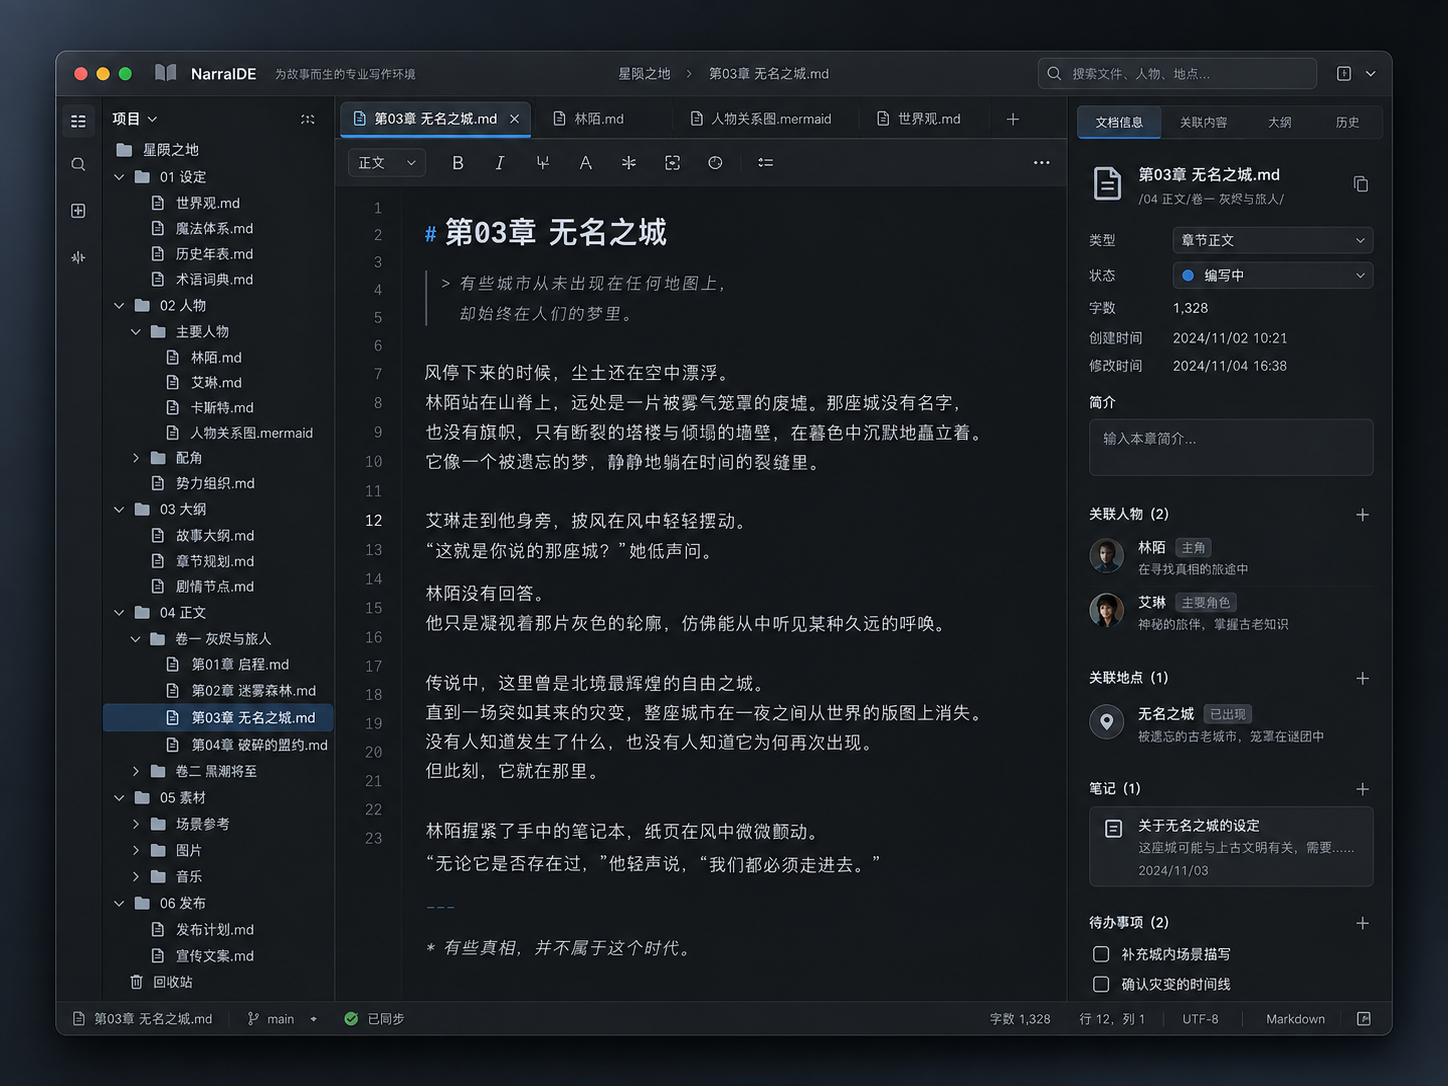 NarraIDE 为故事而生的专业写作环境
星陨之地 > 第03章 无名之城.md
搜索文件、人物、地点...
项目
星陨之地
01 设定
世界观.md
魔法体系.md
历史年表.md
术语词典.md
02 人物
主要人物
林陌.md
艾琳.md
卡斯特.md
人物关系图.mermaid
配角
势力组织.md
03 大纲
故事大纲.md
章节规划.md
剧情节点.md
04 正文
卷一 灰烬与旅人
第01章 启程.md
第02章 迷雾森林.md
第03章 无名之城.md
第04章 破碎的盟约.md
卷二 黑潮将至
05 素材
场景参考
图片
音乐
06 发布
发布计划.md
宣传文案.md
回收站
第03章 无名之城.md
林陌.md
人物关系图.mermaid
世界观.md
正文 B I A
1
2
3
4
5
6
7
8
9
10
11
12
13
14
15
16
17
18
19
20
21
22
23
# 第03章 无名之城
> 有些城市从未出现在任何地图上，
却始终在人们的梦里。
风停下来的时候，尘土还在空中漂浮。
林陌站在山脊上，远处是一片被雾气笼罩的废墟。那座城没有名字，
也没有旗帜，只有断裂的塔楼与倾塌的墙壁，在暮色中沉默地矗立着。
它像一个被遗忘的梦，静静地躺在时间的裂缝里。
艾琳走到他身旁，披风在风中轻轻摆动。
“这就是你说的那座城？”她低声问。
林陌没有回答。
他只是凝视着那片灰色的轮廓，仿佛能从中听见某种久远的呼唤。
传说中，这里曾是北境最辉煌的自由之城。
直到一场突如其来的灾变，整座城市在一夜之间从世界的版图上消失。
没有人知道发生了什么，也没有人知道它为何再次出现。
但此刻，它就在那里。
林陌握紧了手中的笔记本，纸页在风中微微颤动。
“无论它是否存在过，”他轻声说，“我们都必须走进去。”
---
* 有些真相，并不属于这个时代。
文档信息 关联内容 大纲 历史
第03章 无名之城.md
/04 正文/卷一 灰烬与旅人/
类型 章节正文
状态 编写中
字数 1,328
创建时间 2024/11/02 10:21
修改时间 2024/11/04 16:38
简介
输入本章简介...
关联人物 (2)
林陌 主角
在寻找真相的旅途中
艾琳 主要角色
神秘的旅伴，掌握古老知识
关联地点 (1)
无名之城 已出现
被遗忘的古老城市，笼罩在谜团中
笔记 (1)
关于无名之城的设定
这座城可能与上古文明有关，需要......
2024/11/03
待办事项 (2)
补充城内场景描写
确认灾变的时间线
第03章 无名之城.md main 已同步 字数 1,328 行 12，列 1 UTF-8 Markdown